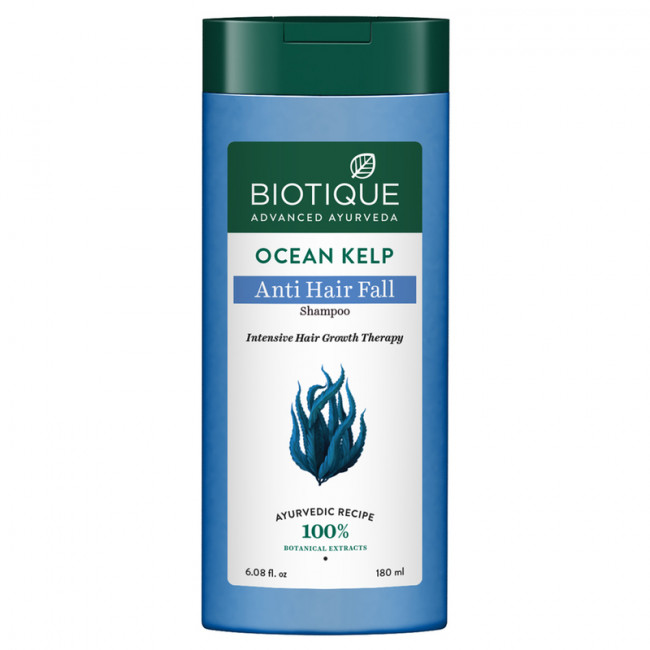 BIOTIQUE
ADVANCED AYURVEDA
OCEAN KELP
Anti Hair Fall
Shampoo
Intensive Hair Growth Therapy
AYURVEDIC RECIPE
100%
BOTANICAL EXTRACTS
6.08 fl. oz 180 ml